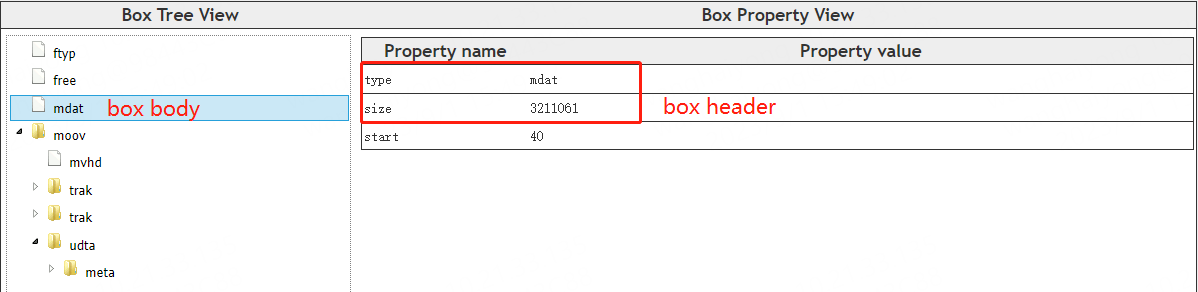 Box Tree View
Box Property View
ftyp
free
mdat box body
moov
mvhd
trak
trak
udta
meta
Property name Property value
type mdat
size 3211061 box header
start 40